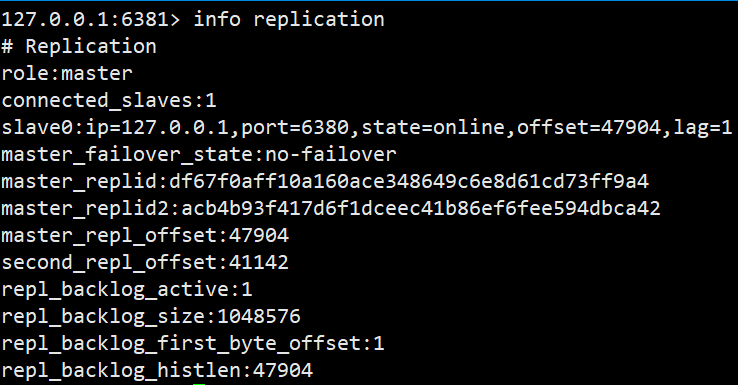 127.0.0.1:6381> info replication
# Replication
role:master
connected_slaves:1
slave0:ip=127.0.0.1,port=6380,state=online,offset=47904,lag=1
master_failover_state:no-failover
master_replid:df67f0aff10a160ace348649c6e8d61cd73ff9a4
master_replid2:acb4b93f417d6f1dceec41b86ef6fee594dbca42
master_repl_offset:47904
second_repl_offset:41142
repl_backlog_active:1
repl_backlog_size:1048576
repl_backlog_first_byte_offset:1
repl_backlog_histlen:47904